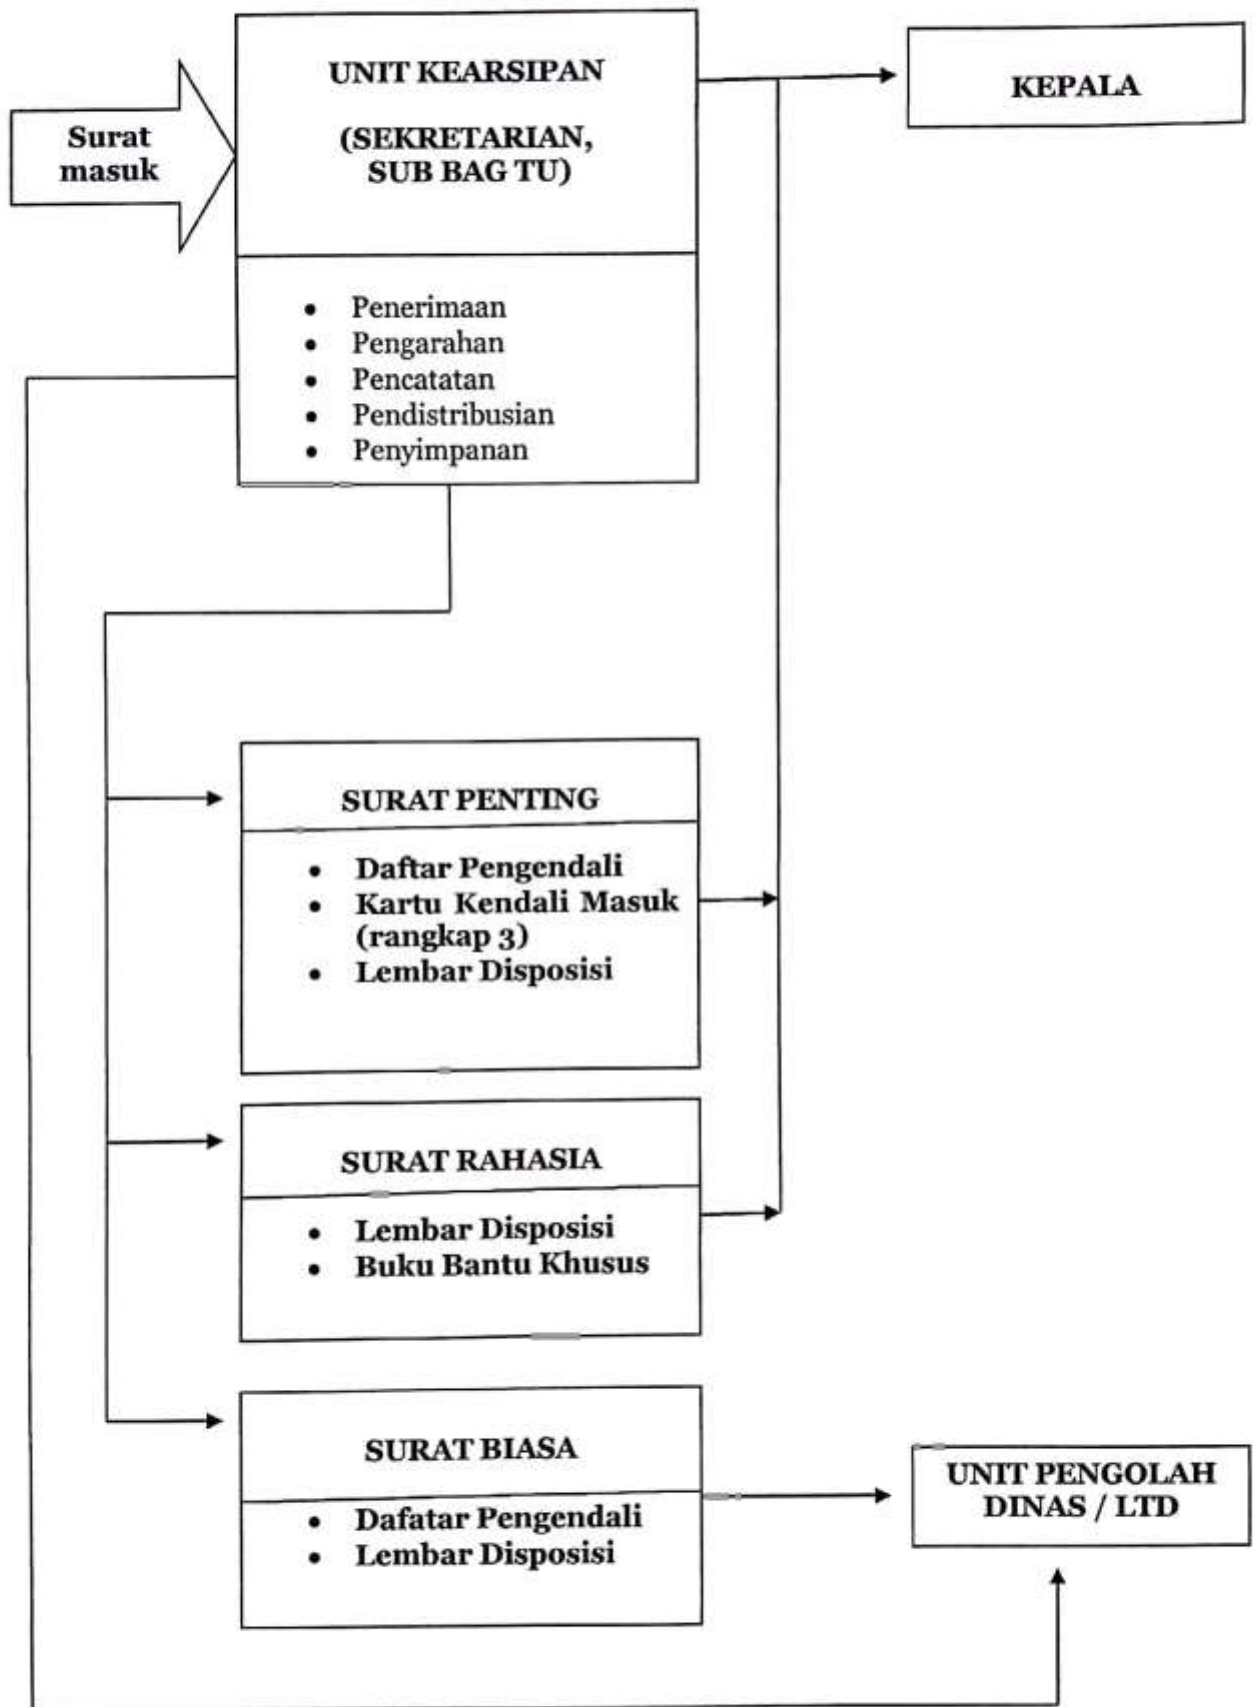 Surat
masuk
UNIT KEARSIPAN
(SEKRETARIAN,
SUB BAG TU)
KEPALA
• Penerimaan
• Pengarahan
• Pencatatan
• Pendistribusian
• Penyimpanan
SURAT PENTING
• Daftar Pengendali
• Kartu Kendali Masuk
(rangkap 3)
• Lembar Disposisi
SURAT RAHASIA
• Lembar Disposisi
• Buku Bantu Khusus
SURAT BIASA
• Dafatar Pengendali
• Lembar Disposisi
UNIT PENGOLAH
DINAS / LTD